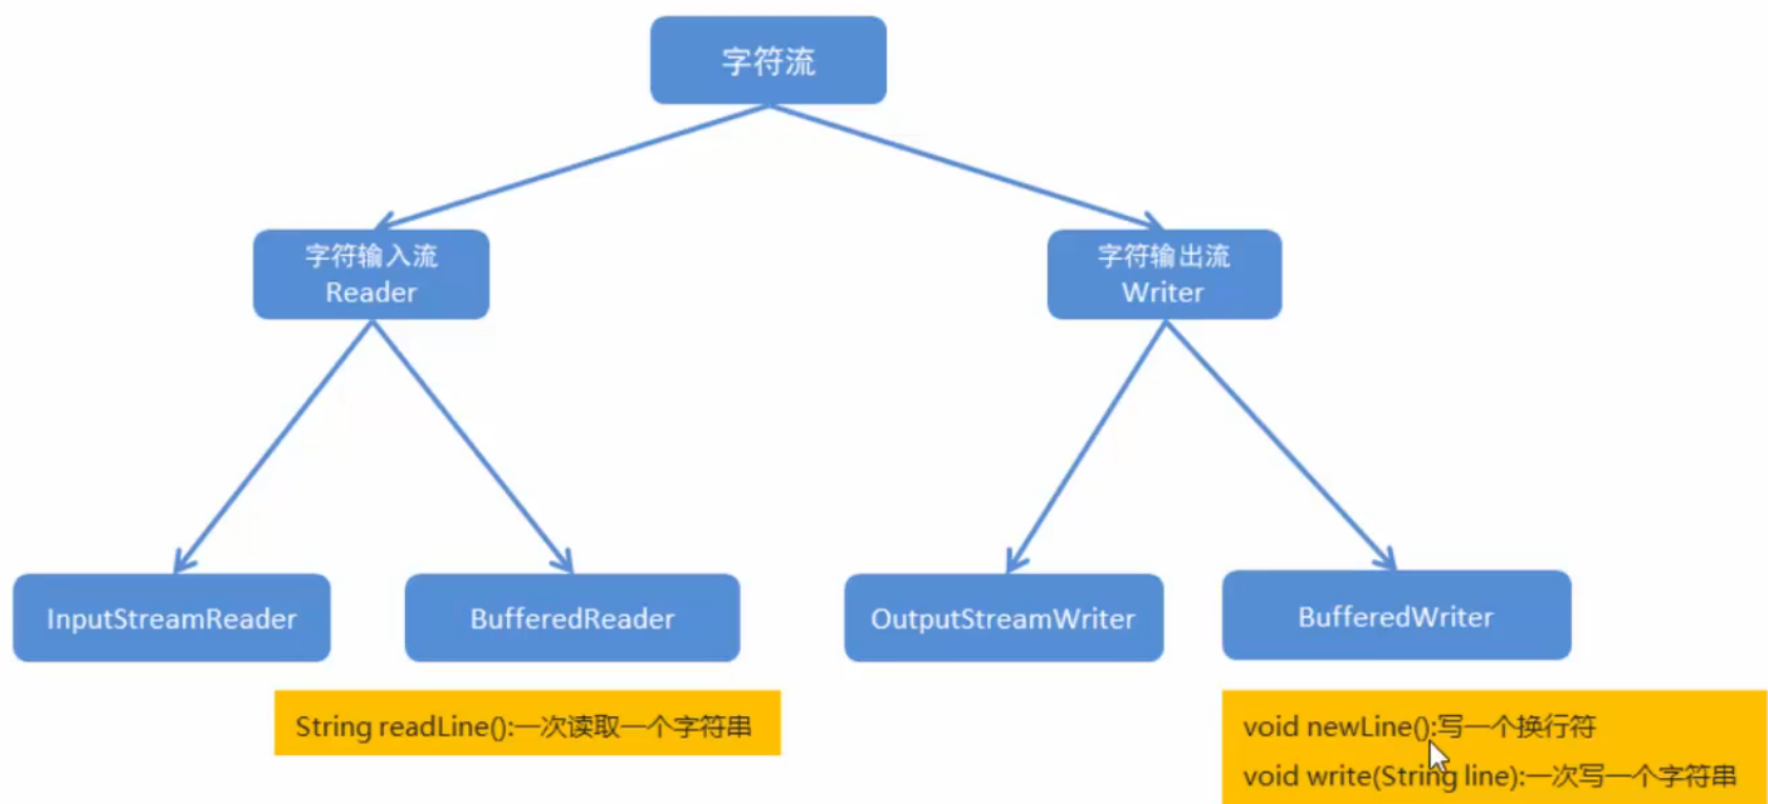 字符流
字符输入流
Reader
字符输出流
Writer
InputStreamReader
BufferedReader
OutputStreamWriter
BufferedWriter
String readLine():一次读取一个字符串
void newLine():写一个换行符
void write(String line):一次写一个字符串